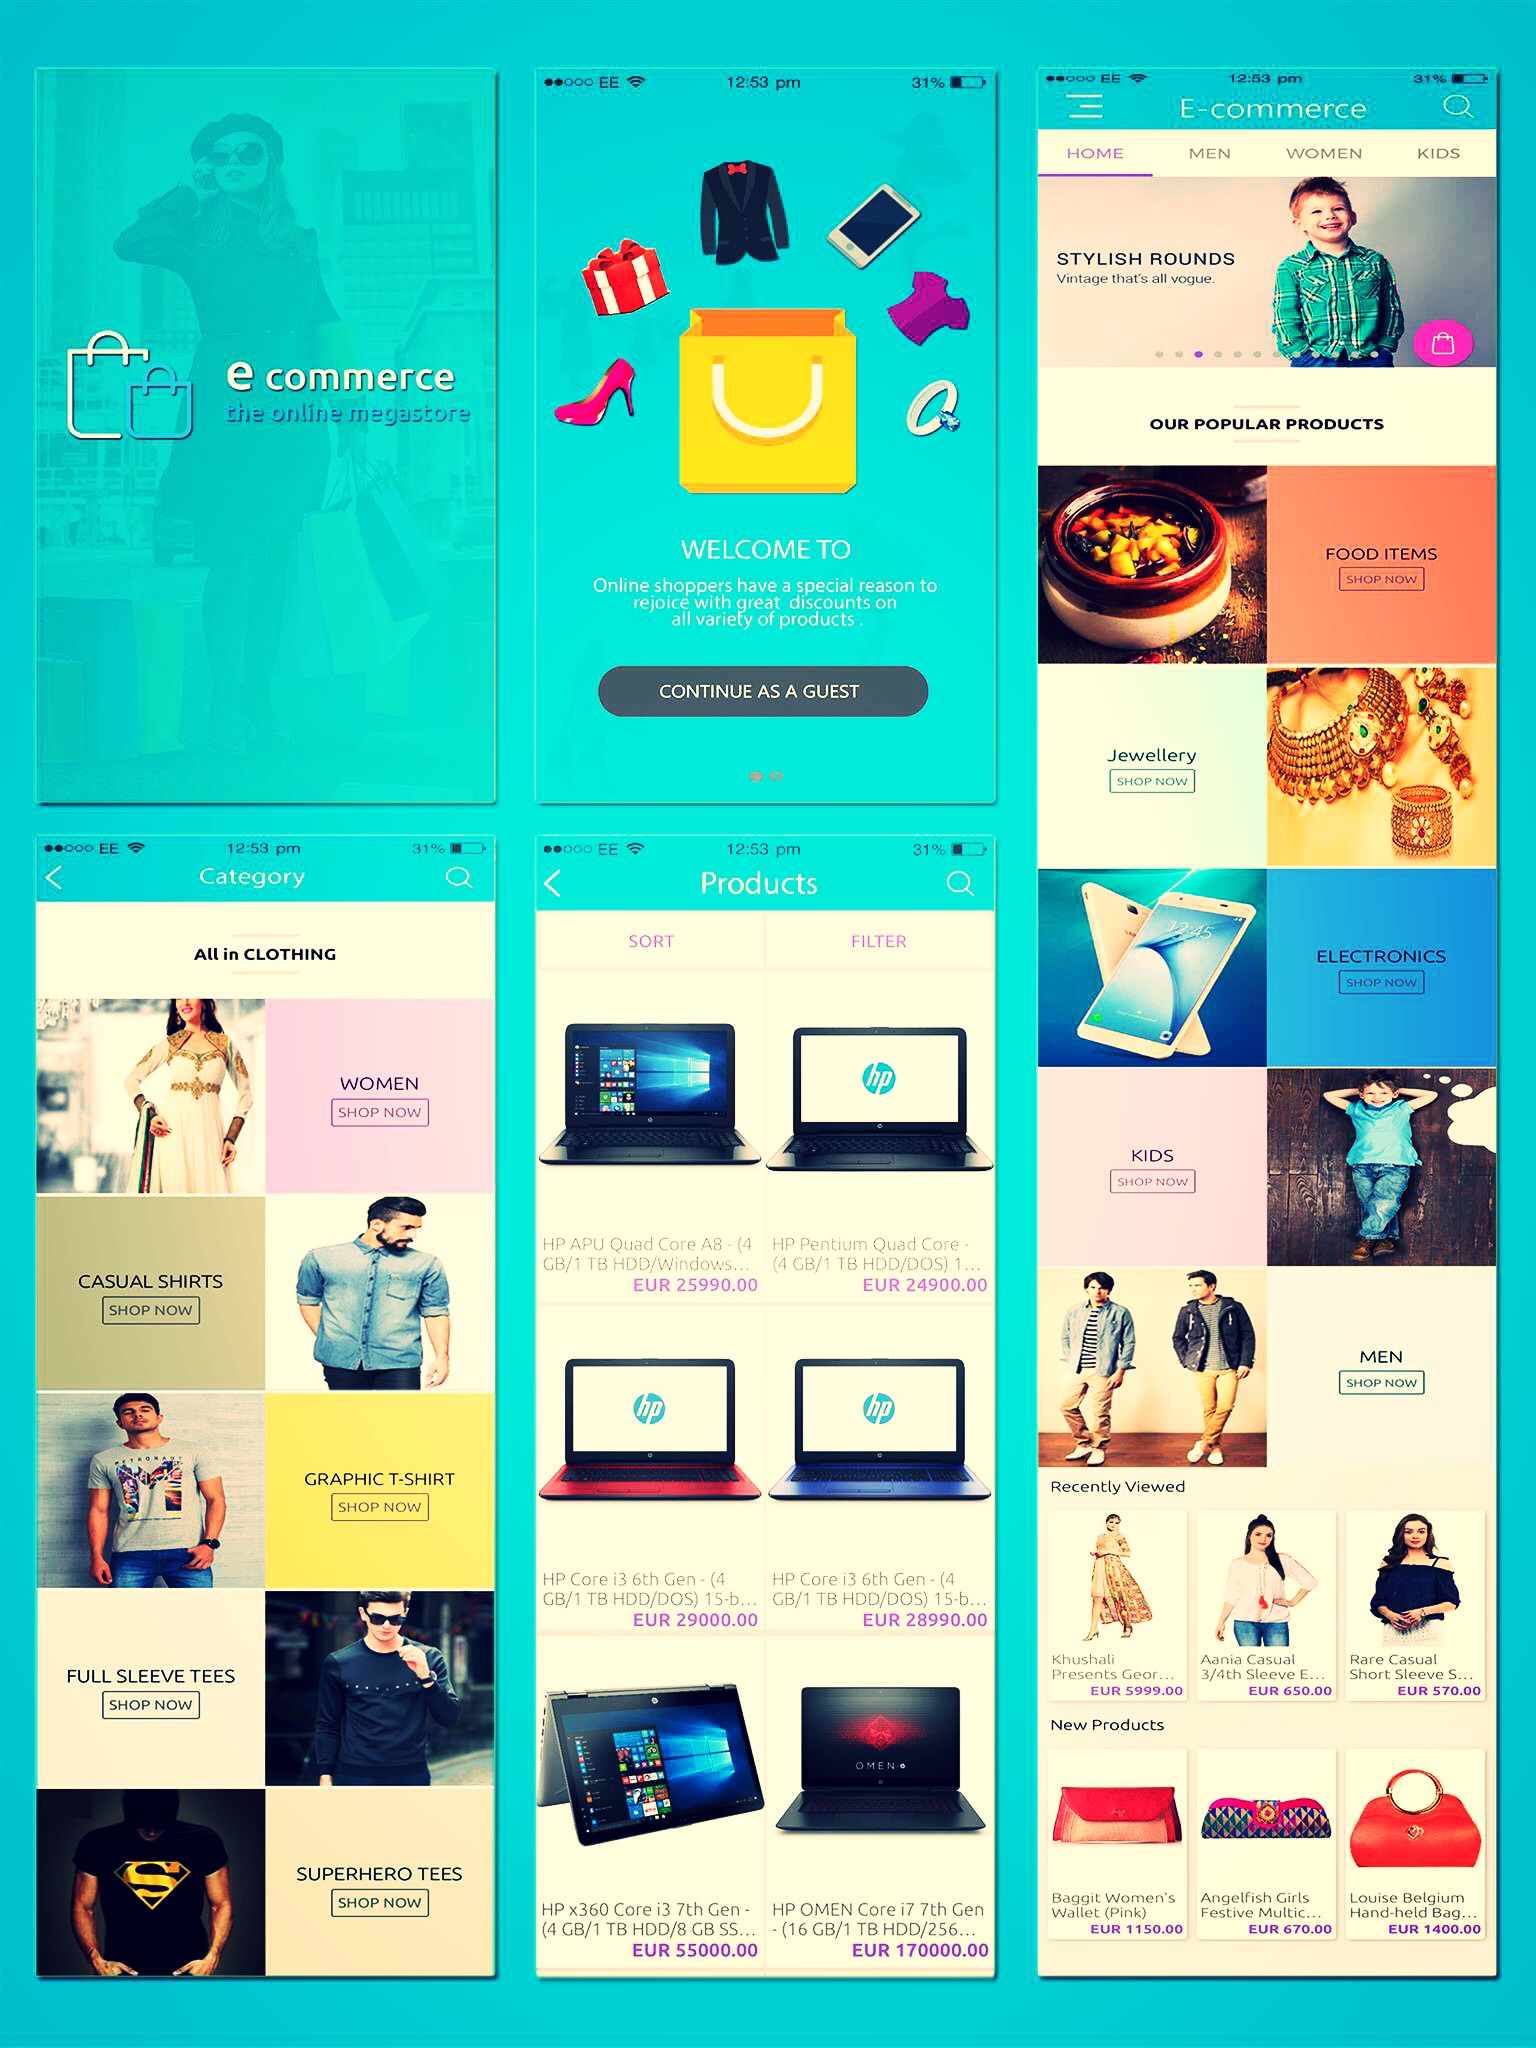 e commerce
the online megastore
EE 12:53 pm 31%
WELCOME TO
Online shoppers have a special reason to
rejoice with great discounts on
all variety of products .
CONTINUE AS A GUEST
EE 12:53 pm 31%
E-commerce
HOME MEN WOMEN KIDS
STYLISH ROUNDS
Vintage that's all vogue.
OUR POPULAR PRODUCTS
FOOD ITEMS
SHOP NOW
Jewellery
SHOP NOW
12:45
ELECTRONICS
SHOP NOW
KIDS
SHOP NOW
MEN
SHOP NOW
Recently Viewed
Khushali
Presents Geor...
EUR 5999.00
Aania Casual
3/4th Sleeve E...
EUR 650.00
Rare Casual
Short Sleeve S...
EUR 570.00
New Products
Baggit Women's
Wallet (Pink)
EUR 1150.00
Angelfish Girls
Festive Multic...
EUR 670.00
Louise Belgium
Hand-held Bag...
EUR 1400.00
EE 12:53 pm 31%
Category
All in CLOTHING
WOMEN
SHOP NOW
CASUAL SHIRTS
SHOP NOW
GRAPHIC T-SHIRT
SHOP NOW
FULL SLEEVE TEES
SHOP NOW
S
SUPERHERO TEES
SHOP NOW
EE 12:53 pm 31%
Products
SORT FILTER
hp
HP APU Quad Core A8 - (4
GB/1 TB HDD/Windows...
EUR 25990.00
HP Pentium Quad Core -
(4 GB/1 TB HDD/DOS) 1...
EUR 24900.00
hp
hp
HP Core i3 6th Gen - (4
GB/1 TB HDD/DOS) 15-b...
EUR 29000.00
HP Core i3 6th Gen - (4
GB/1 TB HDD/DOS) 15-b...
EUR 28990.00
OMEN
HP x360 Core i3 7th Gen -
(4 GB/1 TB HDD/8 GB SS...
EUR 55000.00
HP OMEN Core i7 7th Gen
- (16 GB/1 TB HDD/256...
EUR 170000.00